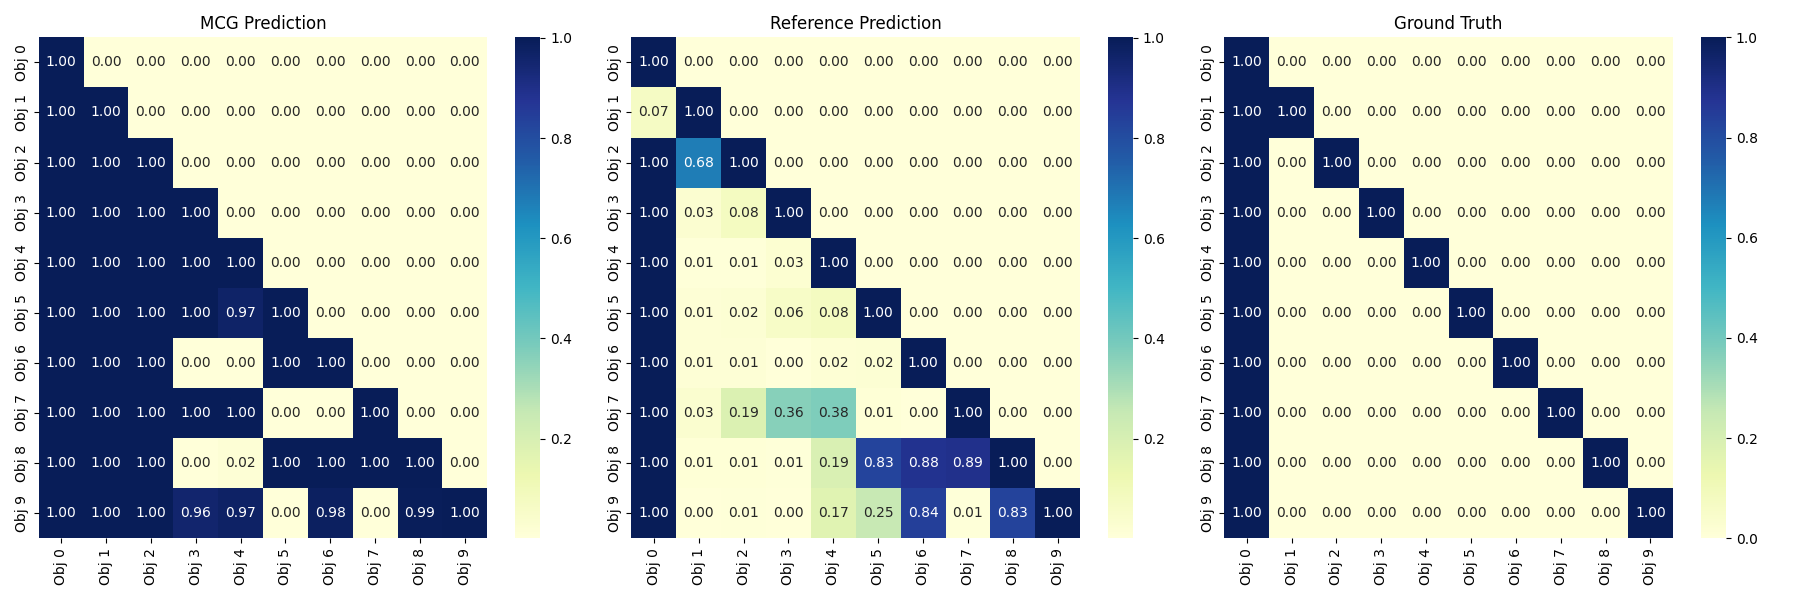 MCG Prediction
Obj 0 1.00 0.00 0.00 0.00 0.00 0.00 0.00 0.00 0.00 0.00
Obj 1 1.00 1.00 0.00 0.00 0.00 0.00 0.00 0.00 0.00 0.00
Obj 2 1.00 1.00 1.00 0.00 0.00 0.00 0.00 0.00 0.00 0.00
Obj 3 1.00 1.00 1.00 1.00 0.00 0.00 0.00 0.00 0.00 0.00
Obj 4 1.00 1.00 1.00 1.00 1.00 0.00 0.00 0.00 0.00 0.00
Obj 5 1.00 1.00 1.00 1.00 0.97 1.00 0.00 0.00 0.00 0.00
Obj 6 1.00 1.00 1.00 0.00 0.00 1.00 1.00 0.00 0.00 0.00
Obj 7 1.00 1.00 1.00 1.00 1.00 0.00 0.00 1.00 0.00 0.00
Obj 8 1.00 1.00 1.00 0.00 0.02 1.00 1.00 1.00 1.00 0.00
Obj 9 1.00 1.00 1.00 0.96 0.97 0.00 0.98 0.00 0.99 1.00
Obj 0 Obj 1 Obj 2 Obj 3 Obj 4 Obj 5 Obj 6 Obj 7 Obj 8 Obj 9
1.0
0.8
0.6
0.4
0.2
Reference Prediction
Obj 0 1.00 0.00 0.00 0.00 0.00 0.00 0.00 0.00 0.00 0.00
Obj 1 0.07 1.00 0.00 0.00 0.00 0.00 0.00 0.00 0.00 0.00
Obj 2 1.00 0.68 1.00 0.00 0.00 0.00 0.00 0.00 0.00 0.00
Obj 3 1.00 0.03 0.08 1.00 0.00 0.00 0.00 0.00 0.00 0.00
Obj 4 1.00 0.01 0.01 0.03 1.00 0.00 0.00 0.00 0.00 0.00
Obj 5 1.00 0.01 0.02 0.06 0.08 1.00 0.00 0.00 0.00 0.00
Obj 6 1.00 0.01 0.01 0.00 0.02 0.02 1.00 0.00 0.00 0.00
Obj 7 1.00 0.03 0.19 0.36 0.38 0.01 0.00 1.00 0.00 0.00
Obj 8 1.00 0.01 0.01 0.01 0.19 0.83 0.88 0.89 1.00 0.00
Obj 9 1.00 0.00 0.01 0.00 0.17 0.25 0.84 0.01 0.83 1.00
Obj 0 Obj 1 Obj 2 Obj 3 Obj 4 Obj 5 Obj 6 Obj 7 Obj 8 Obj 9
1.0
0.8
0.6
0.4
0.2
Ground Truth
Obj 0 1.00 0.00 0.00 0.00 0.00 0.00 0.00 0.00 0.00 0.00
Obj 1 1.00 1.00 0.00 0.00 0.00 0.00 0.00 0.00 0.00 0.00
Obj 2 1.00 0.00 1.00 0.00 0.00 0.00 0.00 0.00 0.00 0.00
Obj 3 1.00 0.00 0.00 1.00 0.00 0.00 0.00 0.00 0.00 0.00
Obj 4 1.00 0.00 0.00 0.00 1.00 0.00 0.00 0.00 0.00 0.00
Obj 5 1.00 0.00 0.00 0.00 0.00 1.00 0.00 0.00 0.00 0.00
Obj 6 1.00 0.00 0.00 0.00 0.00 0.00 1.00 0.00 0.00 0.00
Obj 7 1.00 0.00 0.00 0.00 0.00 0.00 0.00 1.00 0.00 0.00
Obj 8 1.00 0.00 0.00 0.00 0.00 0.00 0.00 0.00 1.00 0.00
Obj 9 1.00 0.00 0.00 0.00 0.00 0.00 0.00 0.00 0.00 1.00
Obj 0 Obj 1 Obj 2 Obj 3 Obj 4 Obj 5 Obj 6 Obj 7 Obj 8 Obj 9
1.0
0.8
0.6
0.4
0.2
0.0